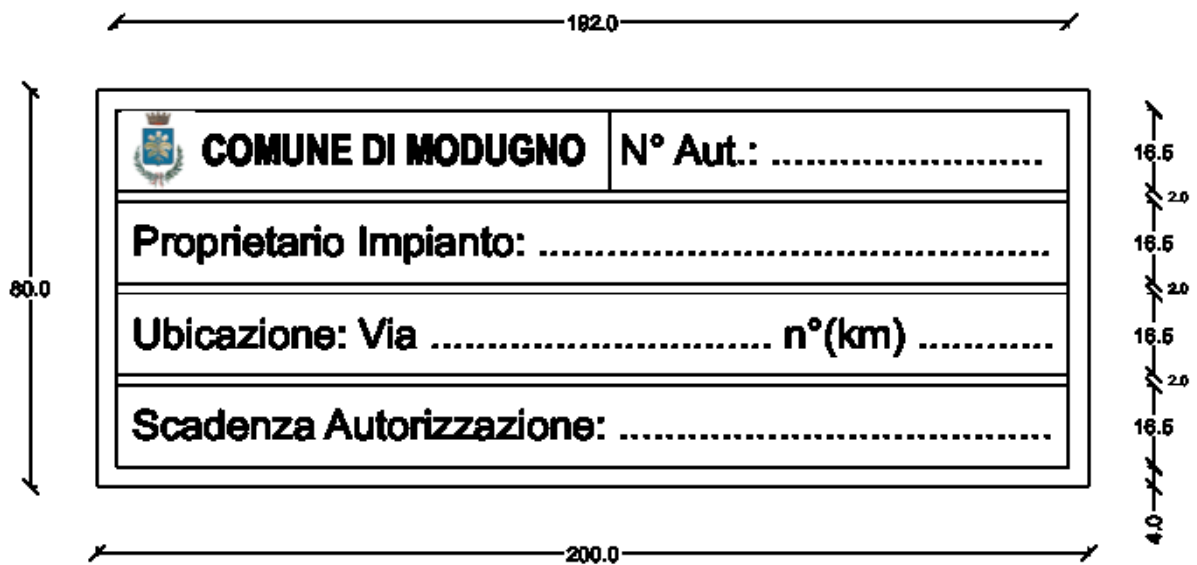 192.0
COMUNE DI MODUGNO N° Aut.: .......................
16.5
2.0
Proprietario Impianto: ............................................
16.5
80.0
2.0
Ubicazione: Via ............................. n°(km) ............
16.5
2.0
Scadenza Autorizzazione: .....................................
16.5
4.0
200.0